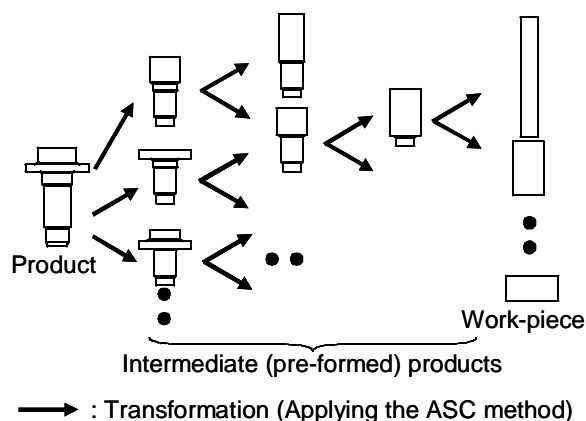 Product
Work-piece
Intermediate (pre-formed) products
: Transformation (Applying the ASC method)